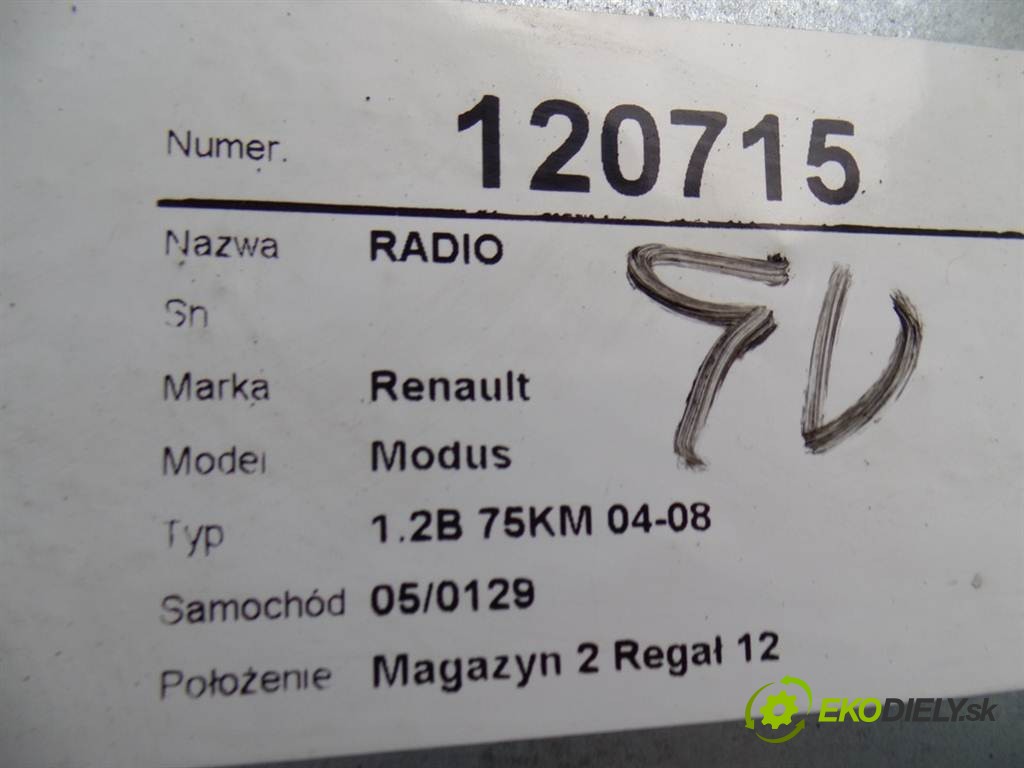 Numer. 120715
Nazwa RADIO
Sn
Marka Renault
Model Modus
Typ 1.2B 75KM 04-08
Samochód 05/0129
Położenie Magazyn 2 Regał 12
EKODIELY.sk